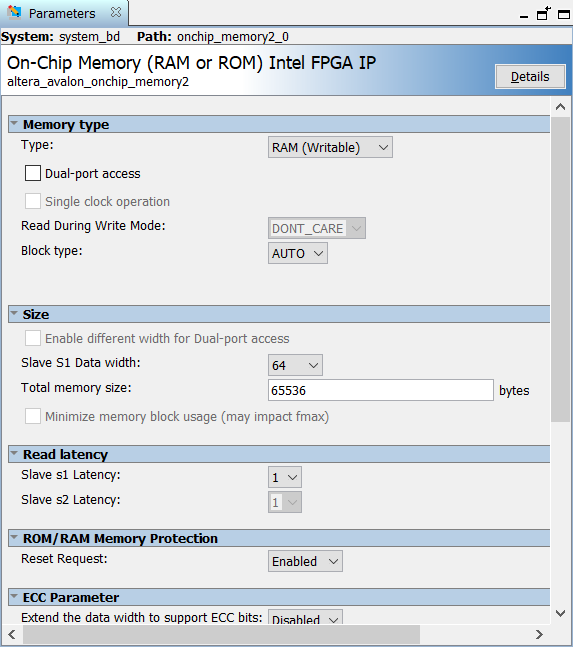 Parameters
System: system_bd Path: onchip_memory2_0
On-Chip Memory (RAM or ROM) Intel FPGA IP
altera_avalon_onchip_memory2
Details
Memory type
Type: RAM (Writable)
Dual-port access
Single clock operation
Read During Write Mode: DONT_CARE
Block type: AUTO
Size
Enable different width for Dual-port access
Slave S1 Data width: 64
Total memory size: 65536 bytes
Minimize memory block usage (may impact fmax)
Read latency
Slave s1 Latency: 1
Slave s2 Latency: 1
ROM/RAM Memory Protection
Reset Request: Enabled
ECC Parameter
Extend the data width to support ECC bits: Disabled